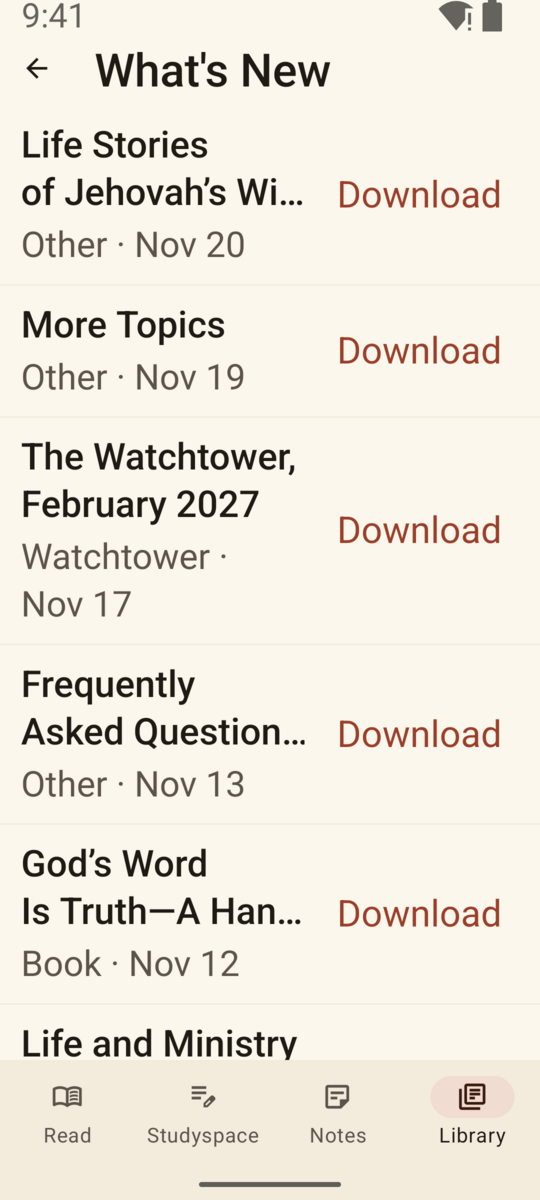 9:41
What's New
Life Stories
of Jehovah’s Wi…
Download
Other · Nov 20
More Topics
Download
Other · Nov 19
The Watchtower,
February 2027
Download
Watchtower ·
Nov 17
Frequently
Asked Question…
Download
Other · Nov 13
God’s Word
Is Truth—A Han…
Download
Book · Nov 12
Life and Ministry
Read
Studyspace
Notes
Library